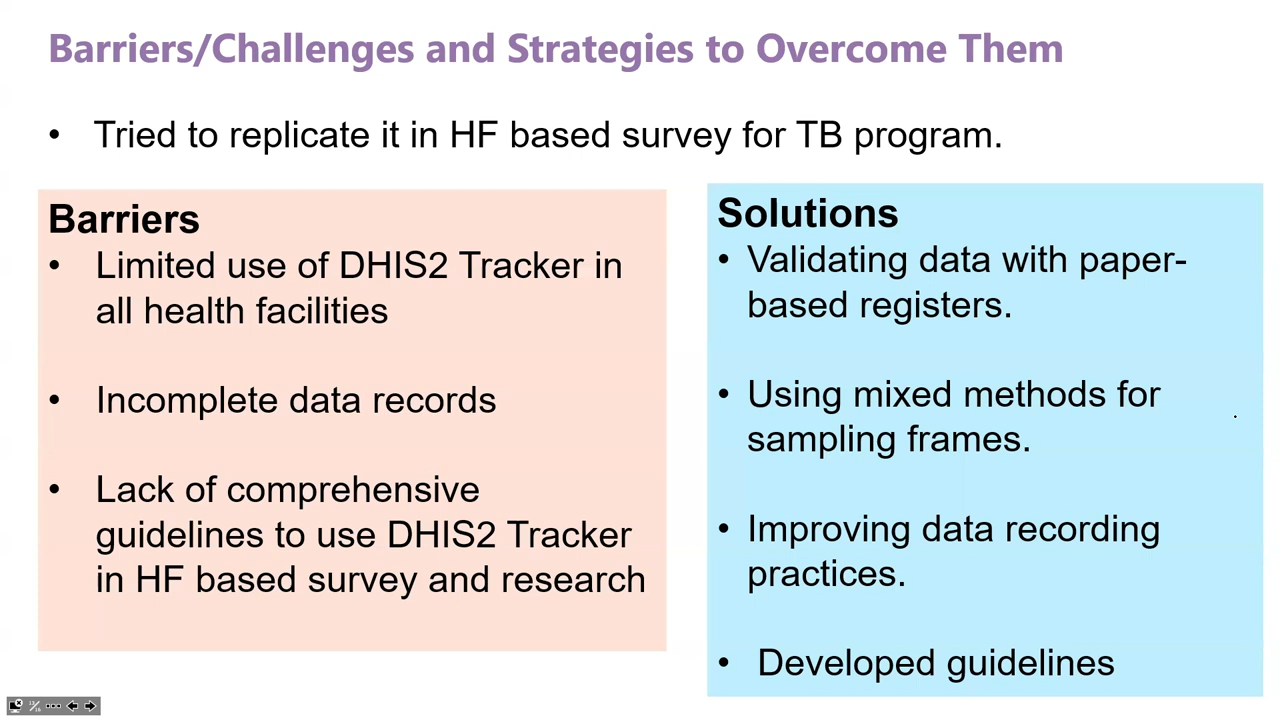 Barriers/Challenges and Strategies to Overcome Them
• Tried to replicate it in HF based survey for TB program.
Barriers
• Limited use of DHIS2 Tracker in
all health facilities
• Incomplete data records
• Lack of comprehensive
guidelines to use DHIS2 Tracker
in HF based survey and research
Solutions
• Validating data with paper-
based registers.
• Using mixed methods for
sampling frames.
• Improving data recording
practices.
• Developed guidelines